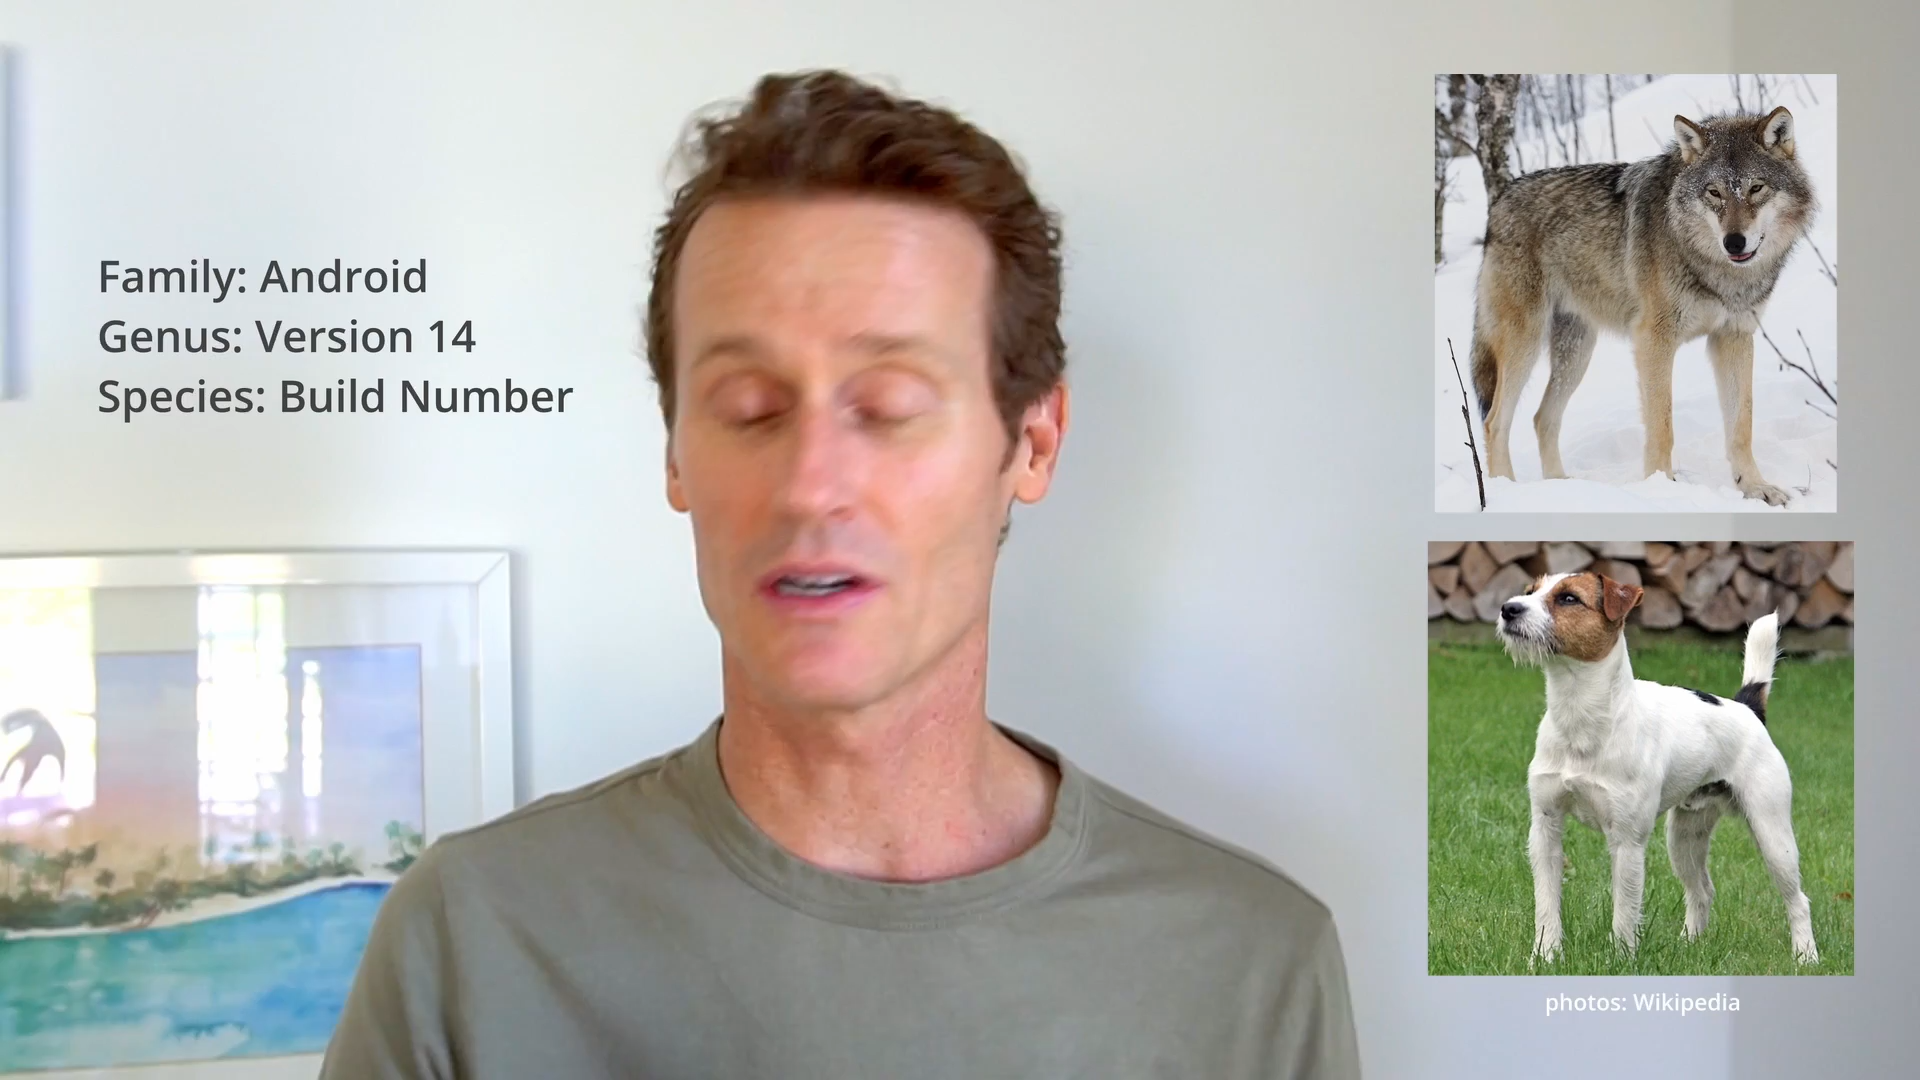 Family: Android
Genus: Version 14
Species: Build Number
photos: Wikipedia